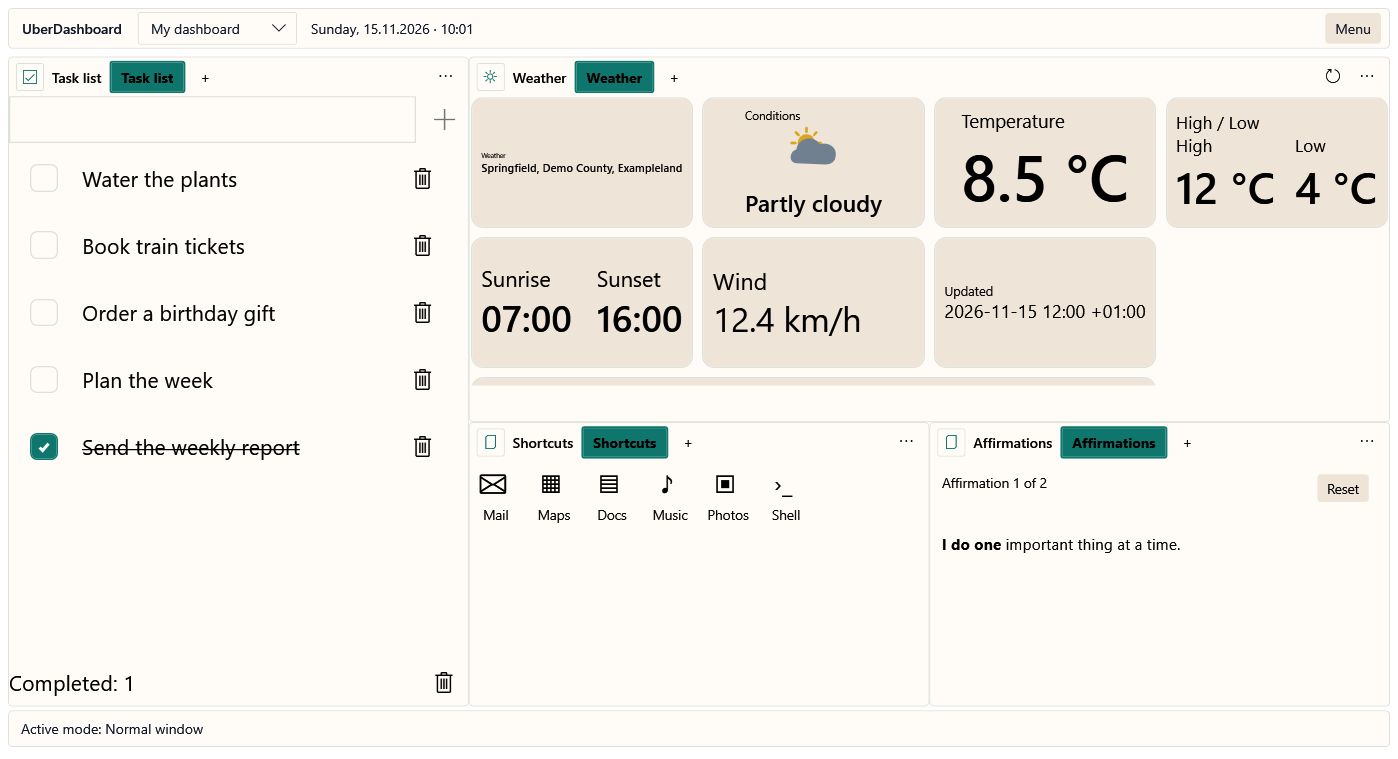 UberDashboard My dashboard Sunday, 15.11.2026 · 10:01 Menu
Task list Task list +
Water the plants
Book train tickets
Order a birthday gift
Plan the week
Send the weekly report
Completed: 1
Weather Weather +
Weather
Springfield, Demo County, Exampleland
Conditions
Partly cloudy
Temperature
8.5 °C
High / Low
High Low
12 °C 4 °C
Sunrise Sunset
07:00 16:00
Wind
12.4 km/h
Updated
2026-11-15 12:00 +01:00
Shortcuts Shortcuts +
Mail Maps Docs Music Photos Shell
Affirmations Affirmations +
Affirmation 1 of 2
Reset
I do one important thing at a time.
Active mode: Normal window